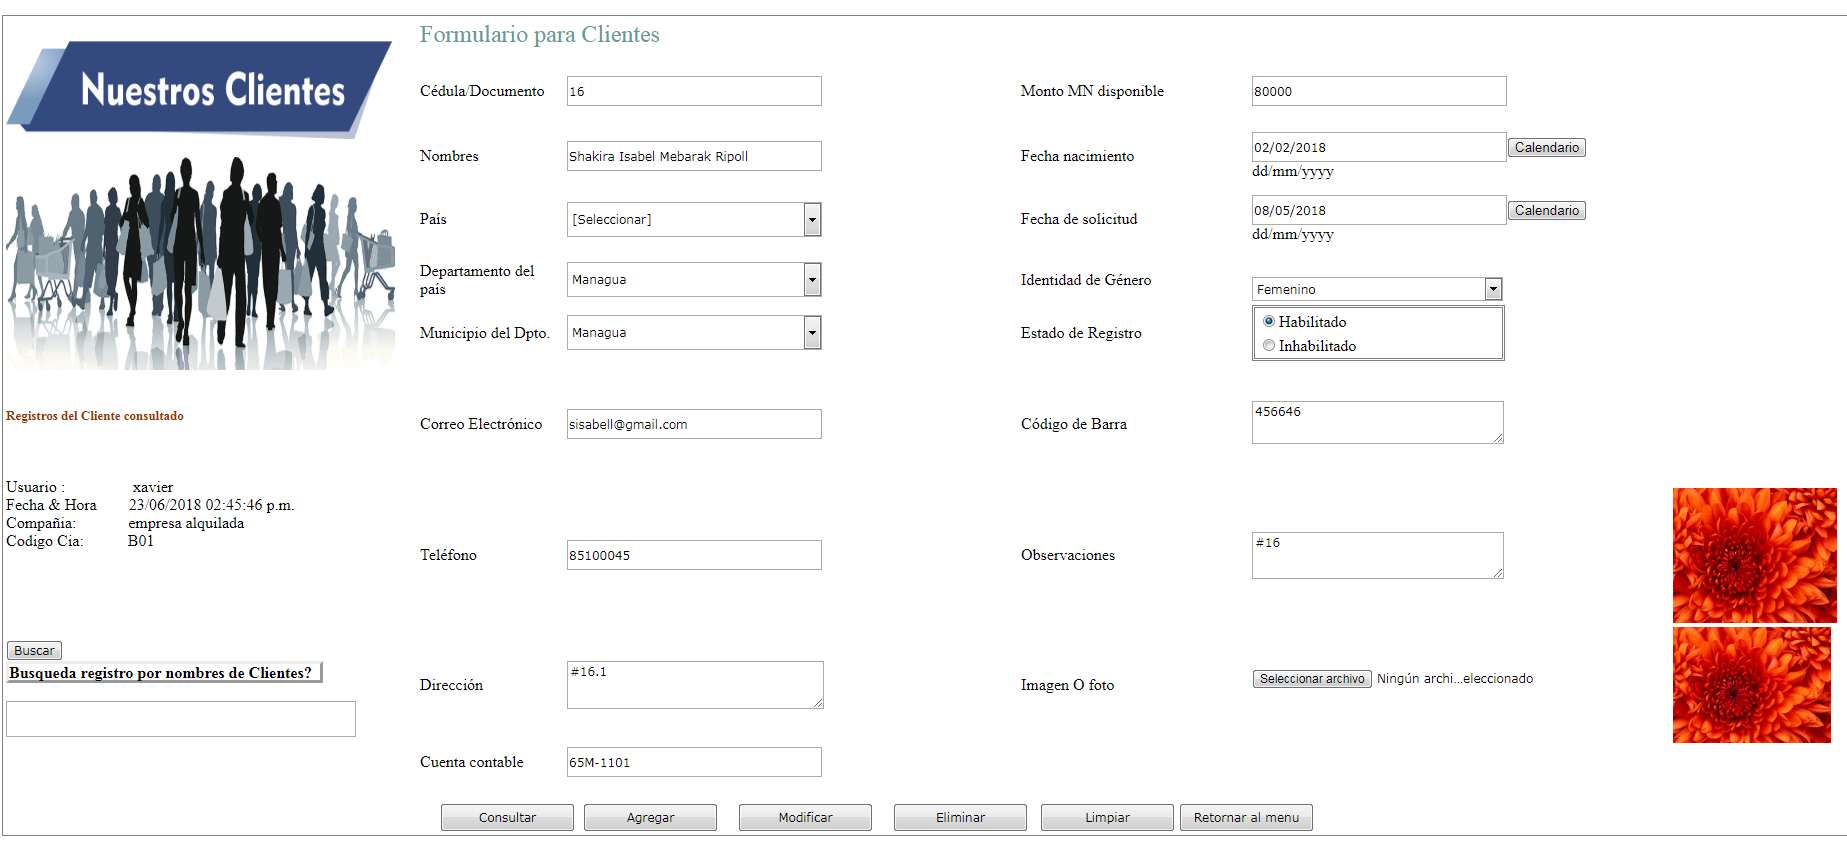 Nuestros Clientes
Registros del Cliente consultado
Usuario : xavier
Fecha & Hora 23/06/2018 02:45:46 p.m.
Compañia: empresa alquilada
Codigo Cia: B01
Buscar
Busqueda registro por nombres de Clientes?
Formulario para Clientes
Cédula/Documento 16
Monto MN disponible 80000
Nombres Shakira Isabel Mebarak Ripoll
Fecha nacimiento 02/02/2018 Calendario
dd/mm/yyyy
País [Seleccionar]
Fecha de solicitud 08/05/2018 Calendario
dd/mm/yyyy
Departamento del
país
Managua
Identidad de Género Femenino
Municipio del Dpto. Managua
Estado de Registro
Habilitado
Inhabilitado
Correo Electrónico sisabell@gmail.com
Código de Barra 456646
Teléfono 85100045
Observaciones #16
Dirección #16.1
Imagen O foto Seleccionar archivo Ningún archi...eleccionado
Cuenta contable 65M-1101
Consultar Agregar Modificar Eliminar Limpiar Retornar al menu